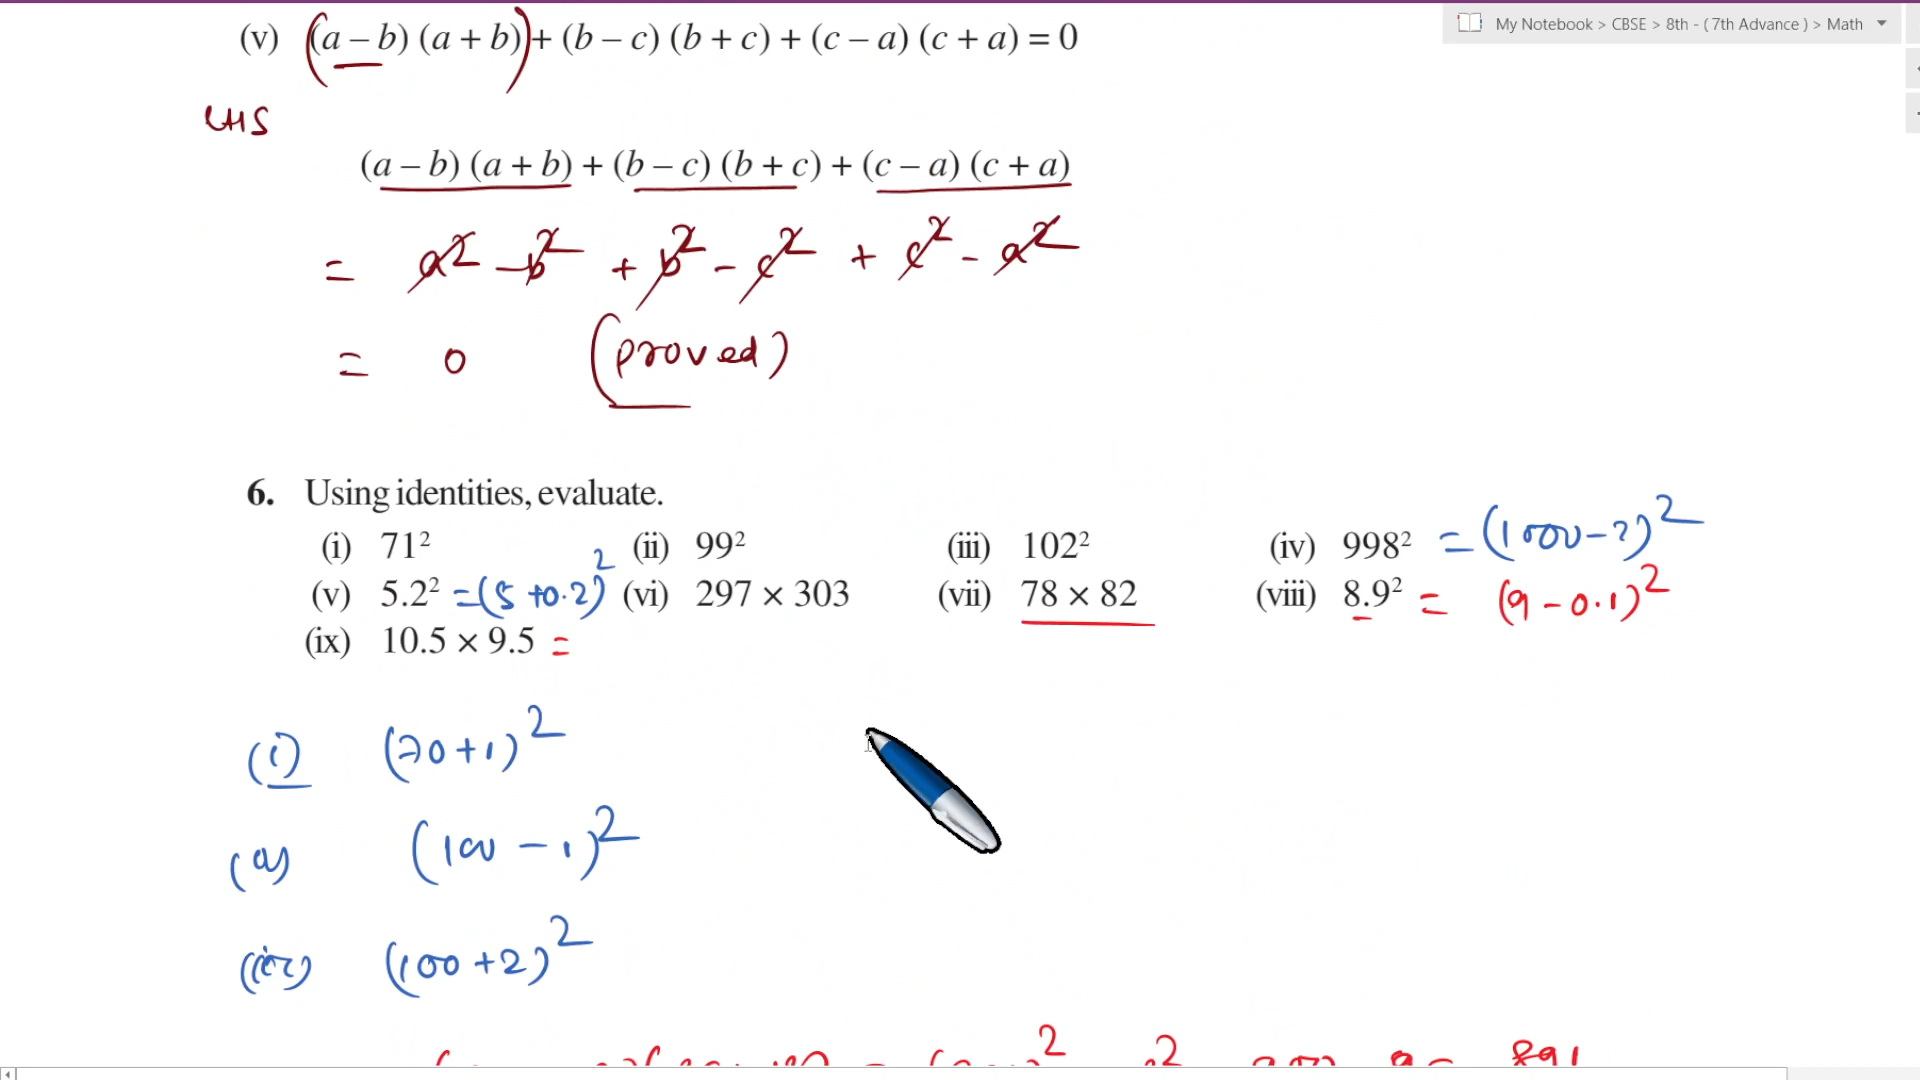 My Notebook > CBSE > 8th - ( 7th Advance ) > Math
(v) (a – b) (a + b) + (b – c) (b + c) + (c – a) (c + a) = 0
LHS
(a – b) (a + b) + (b – c) (b + c) + (c – a) (c + a)
= a² - b² + b² - c² + c² - a²
= 0 (proved)
6. Using identities, evaluate.
(i) 71² (ii) 99² (iii) 102² (iv) 998² = (1000 - 2)²
(v) 5.2² = (5 + 0.2)² (vi) 297 × 303 (vii) 78 × 82 (viii) 8.9² = (9 - 0.1)²
(ix) 10.5 × 9.5 =
(i) (70+1)²
(ii) (100 - 1)²
(iii) (100 + 2)²